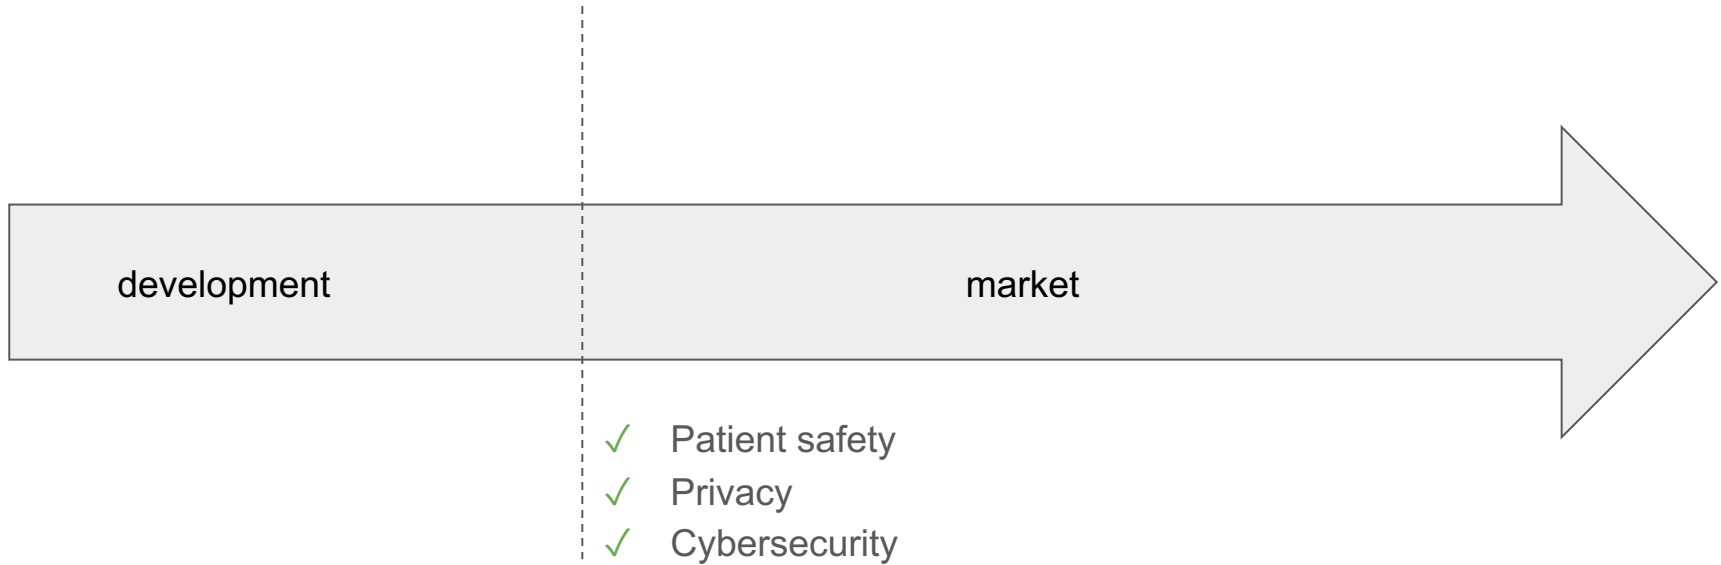 development
market
✓ Patient safety
✓ Privacy
✓ Cybersecurity